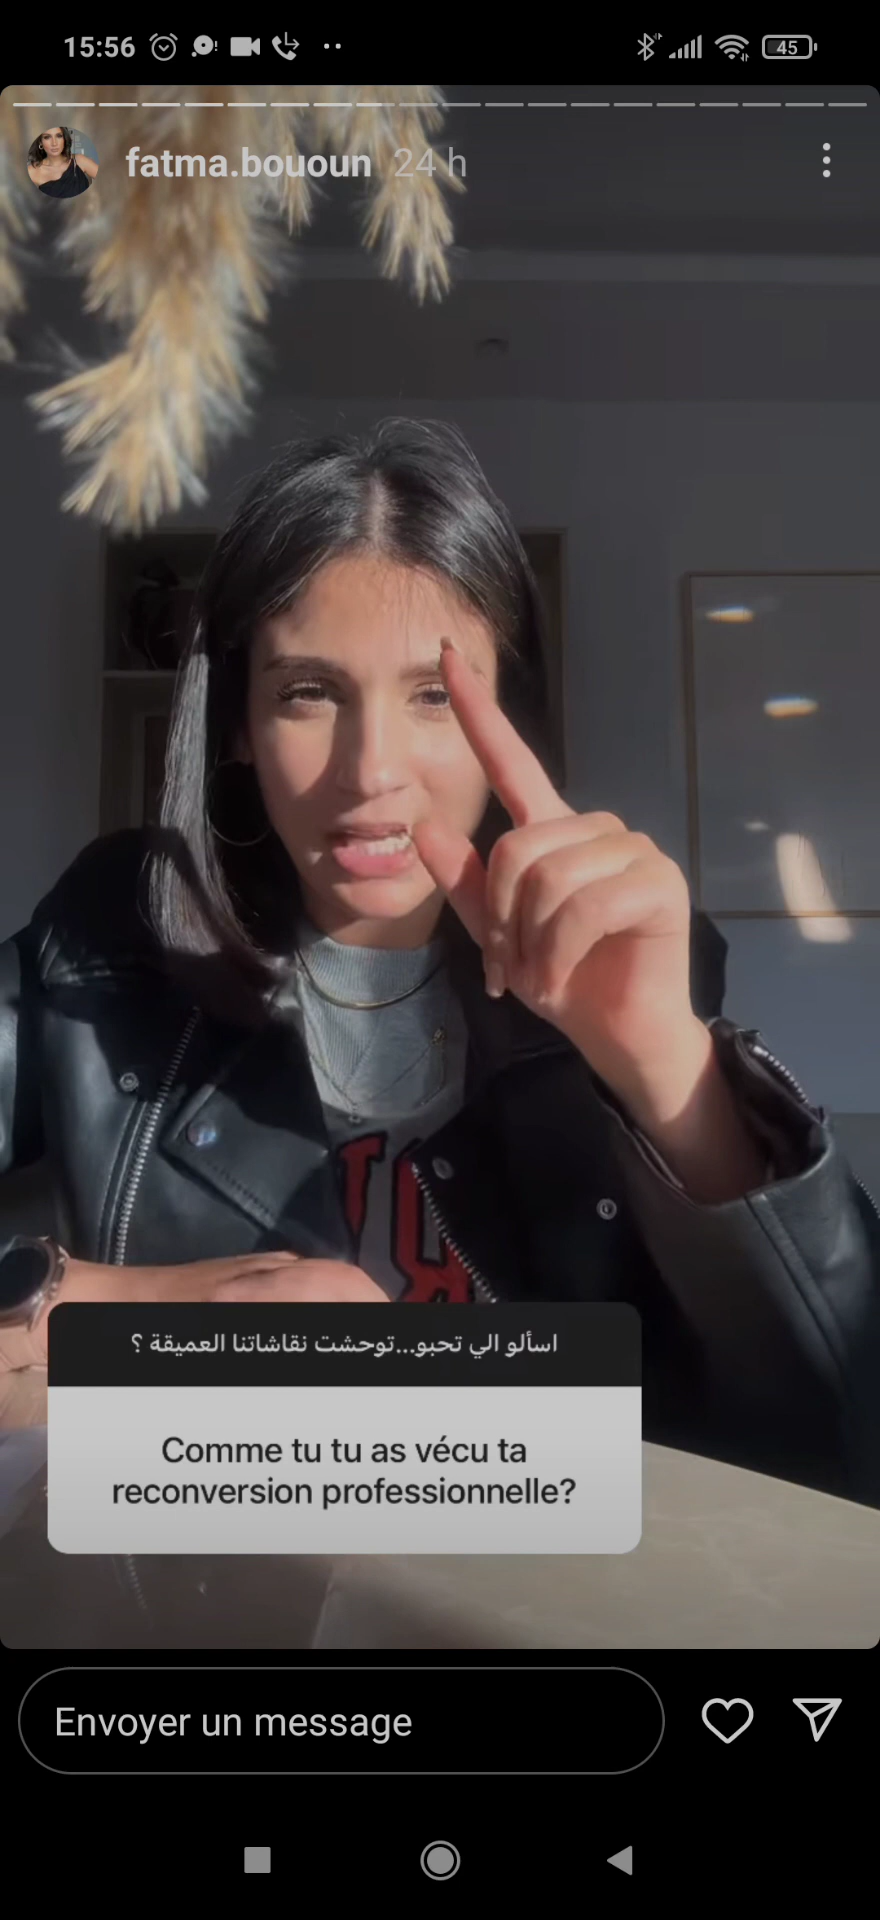 15:56
45
fatma.bououn 24 h
اسألو الي تحبو...توحشت نقاشاتنا العميقة ؟
Comme tu tu as vécu ta
reconversion professionnelle?
Envoyer un message